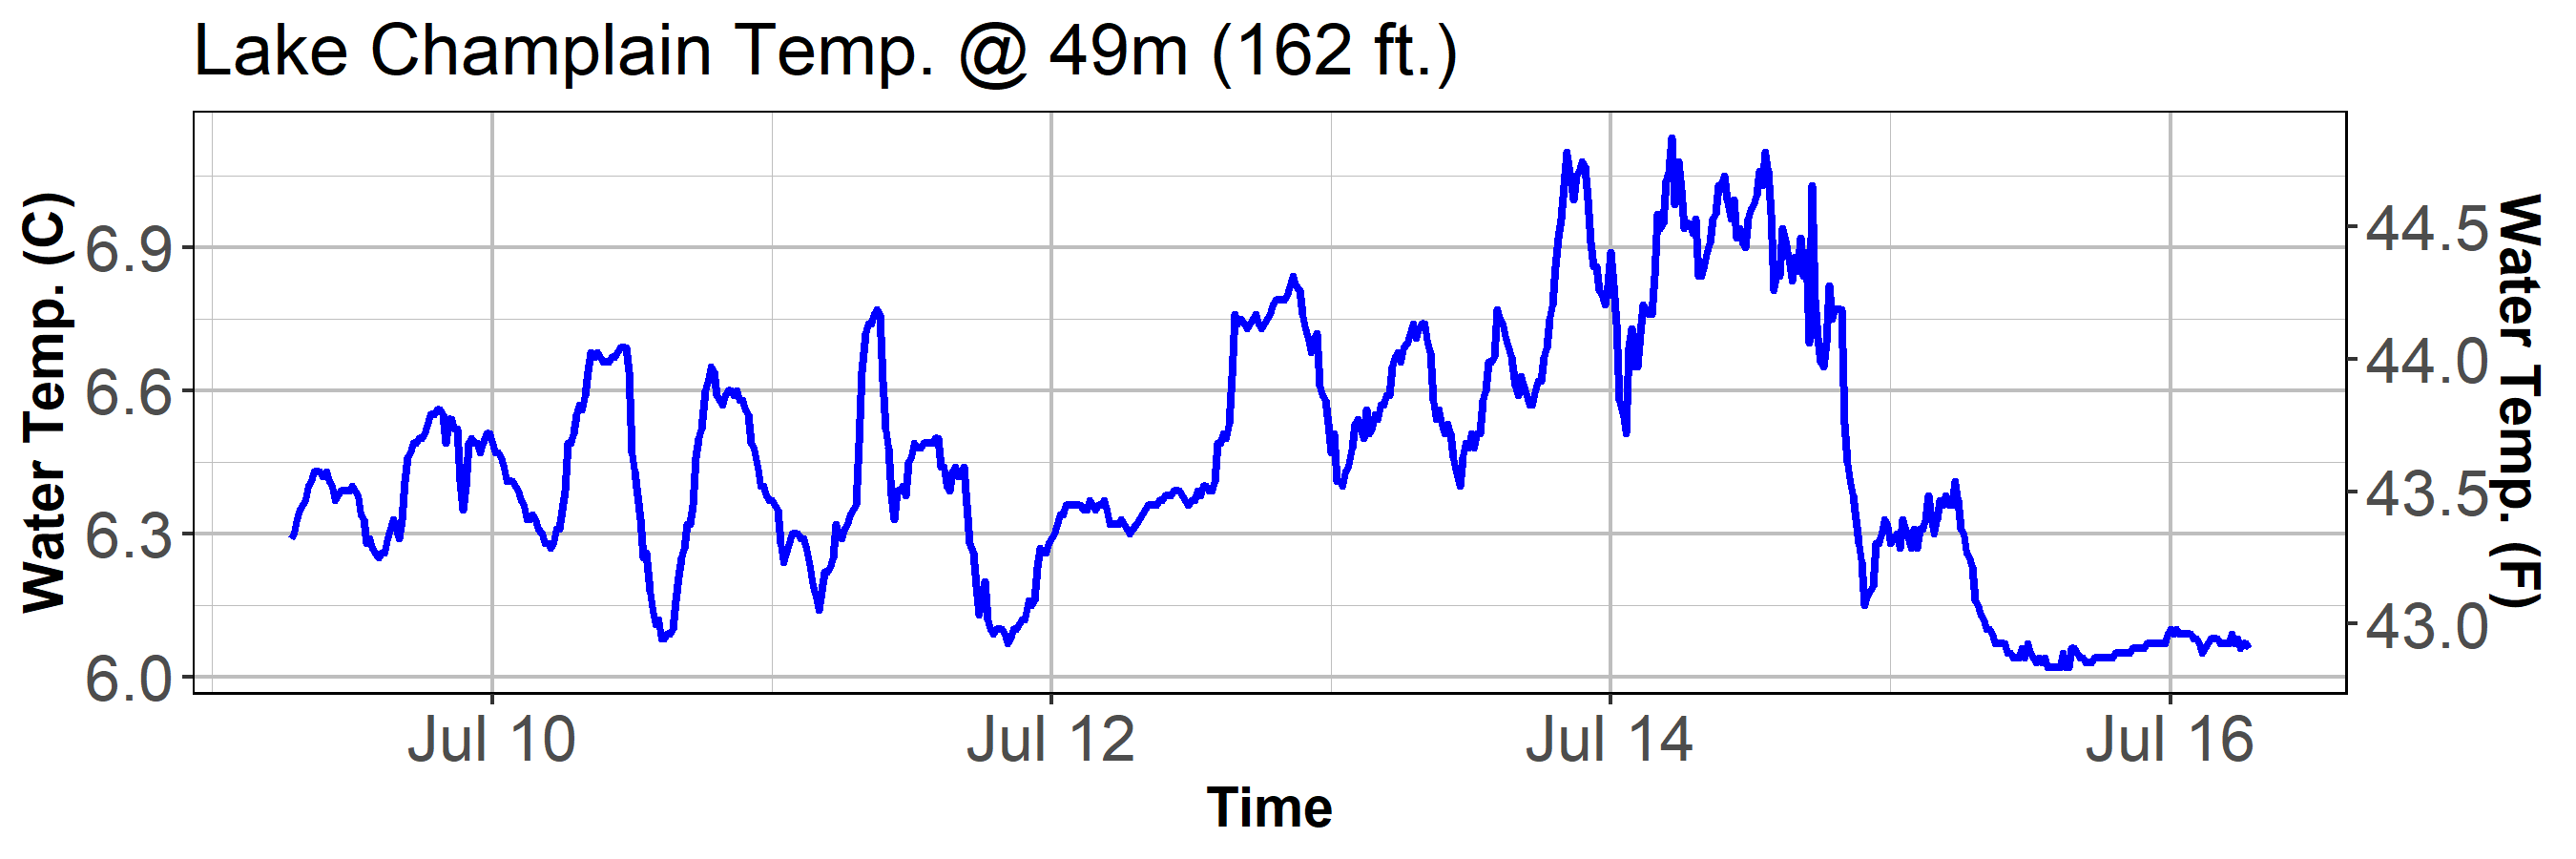 Lake Champlain Temp. @ 49m (162 ft.)
Water Temp. (C)
6.9
6.6
6.3
6.0
44.5
44.0
43.5
43.0
Water Temp. (F)
Jul 10
Jul 12
Jul 14
Jul 16
Time